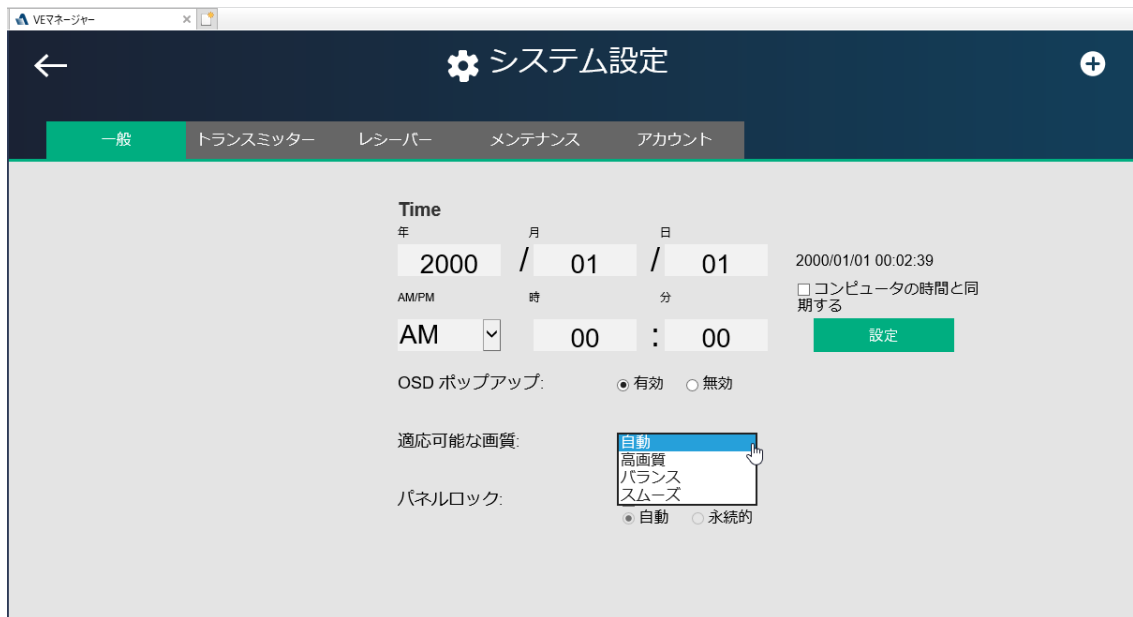 VEマネージャー
システム設定
一般 トランスミッター レシーバー メンテナンス アカウント
Time
年 月 日
2000 / 01 / 01
2000/01/01 00:02:39
コンピュータの時間と同
期する
AM/PM 時 分
AM 00 : 00
設定
OSD ポップアップ: 有効 無効
適応可能な画質: 自動
高画質
バランス
スムーズ
パネルロック:
自動 永続的